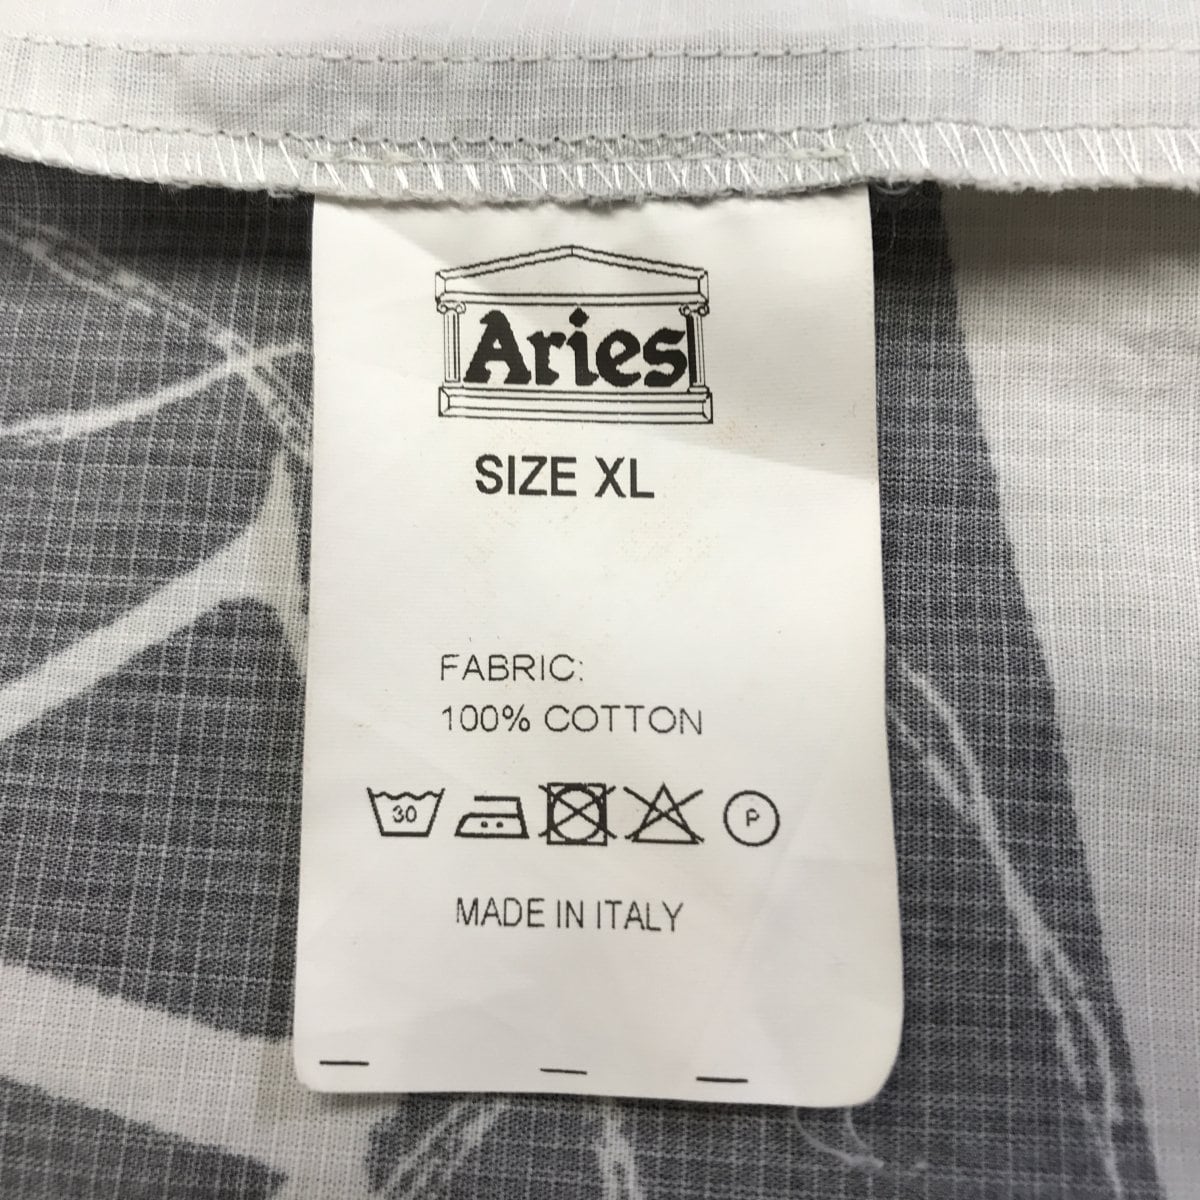 Aries
SIZE XL
FABRIC:
100% COTTON
30 P
MADE IN ITALY